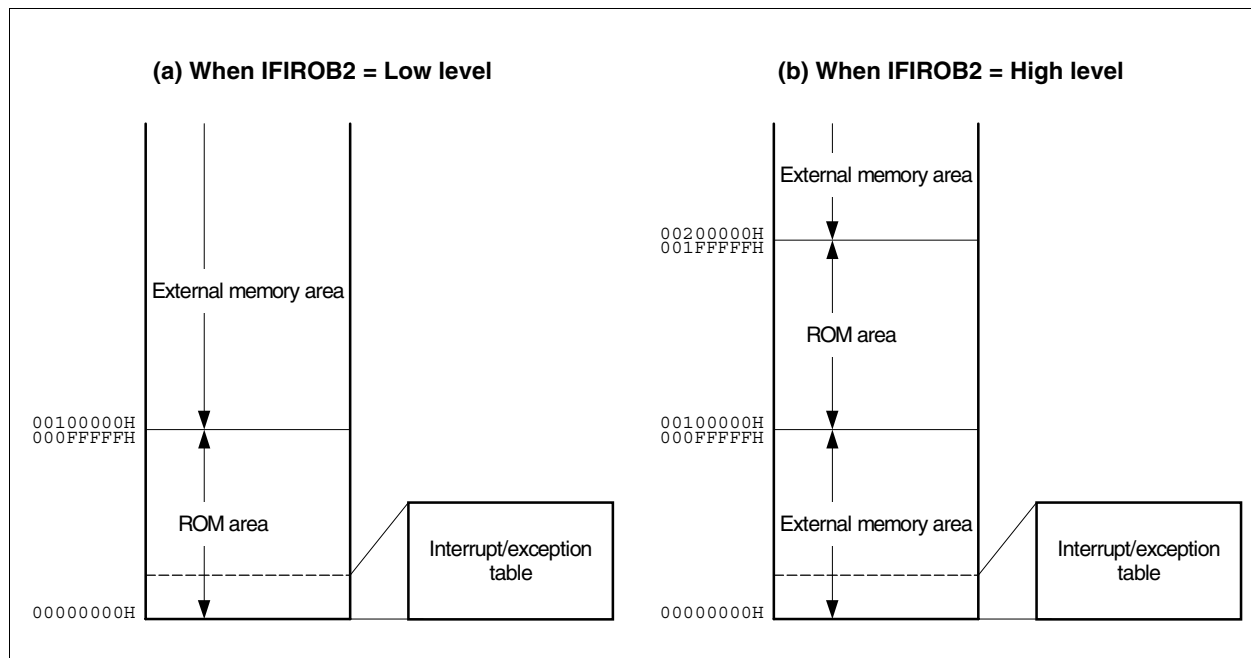 (a) When IFIROB2 = Low level
External memory area
00100000H
000FFFFFH
ROM area
Interrupt/exception
table
00000000H
(b) When IFIROB2 = High level
External memory area
00200000H
001FFFFFH
ROM area
00100000H
000FFFFFH
External memory area
Interrupt/exception
table
00000000H